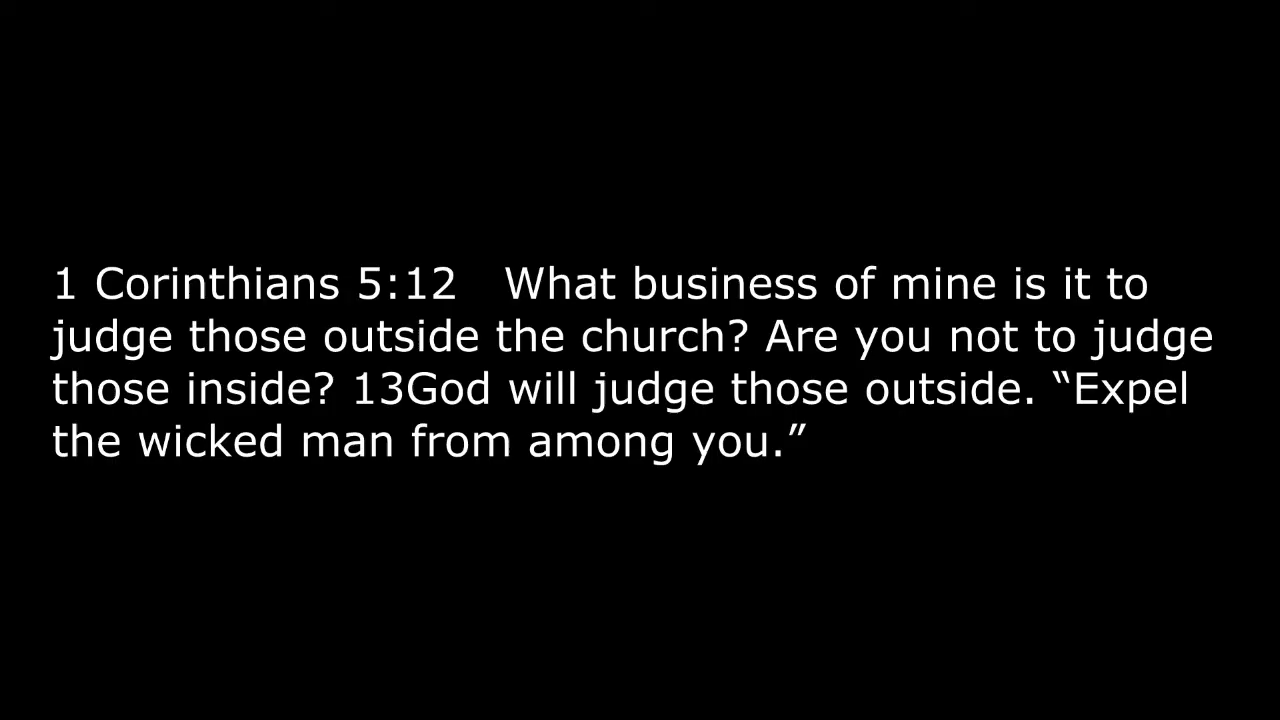 1 Corinthians 5:12   What business of mine is it to
judge those outside the church? Are you not to judge
those inside? 13God will judge those outside. “Expel
the wicked man from among you.”